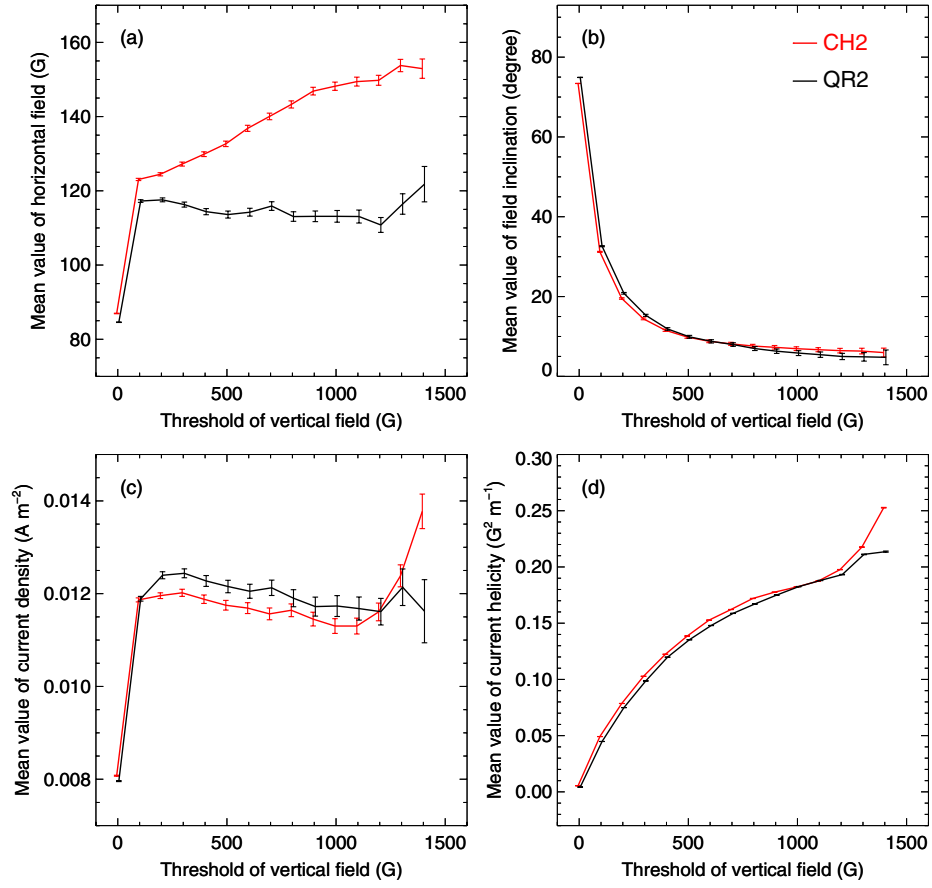 (a)
Mean value of horizontal field (G)
160
140
120
100
80
0 500 1000 1500
Threshold of vertical field (G)
(b)
CH2
QR2
Mean value of field inclination (degree)
80
60
40
20
0
0 500 1000 1500
Threshold of vertical field (G)
(c)
Mean value of current density (A m⁻²)
0.014
0.012
0.010
0.008
0 500 1000 1500
Threshold of vertical field (G)
(d)
Mean value of current helicity (G² m⁻¹)
0.30
0.25
0.20
0.15
0.10
0.05
0.00
0 500 1000 1500
Threshold of vertical field (G)